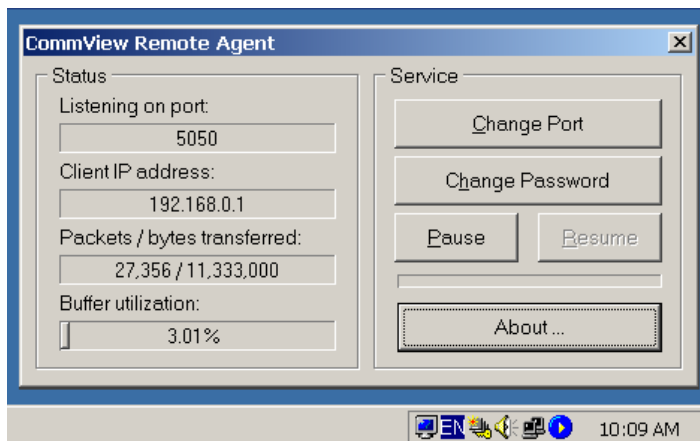 CommView Remote Agent
Status
Listening on port:
5050
Client IP address:
192.168.0.1
Packets / bytes transferred:
27,356 / 11,333,000
Buffer utilization:
3.01%
Service
Change Port
Change Password
Pause
Resume
About ...
EN
10:09 AM